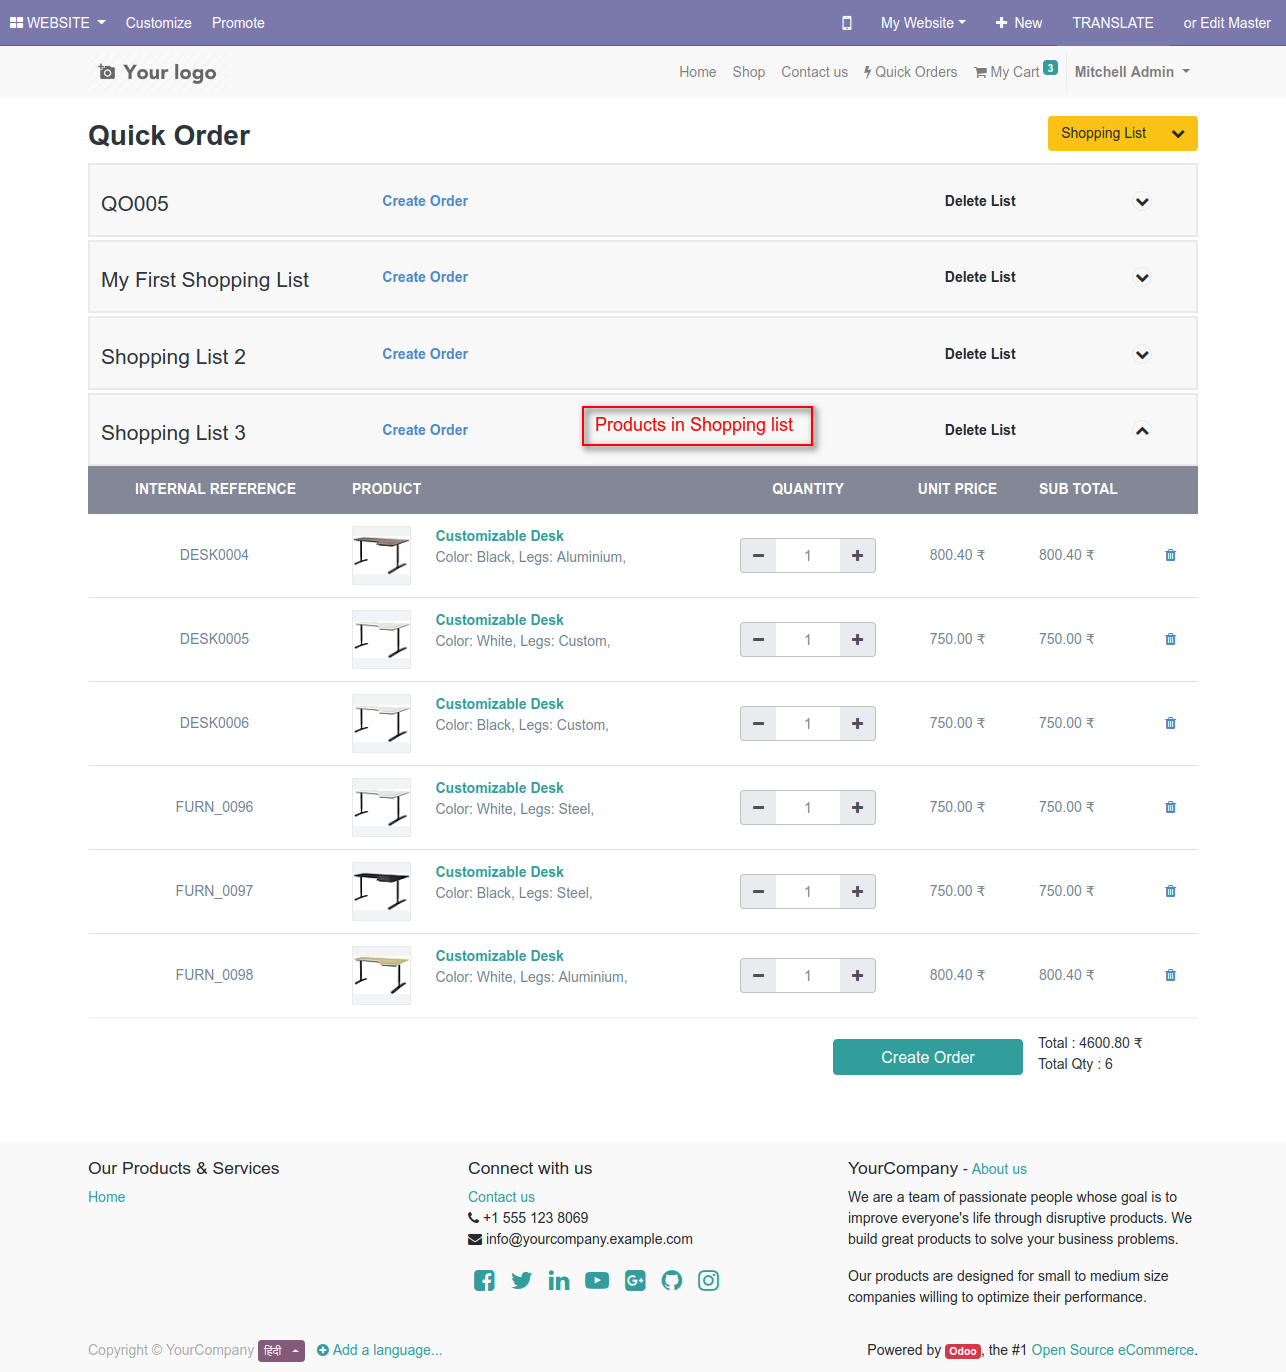 WEBSITE Customize Promote My Website New TRANSLATE or Edit Master
Your logo Home Shop Contact us Quick Orders My Cart 3 Mitchell Admin
Quick Order Shopping List
QO005 Create Order Delete List
My First Shopping List Create Order Delete List
Shopping List 2 Create Order Delete List
Shopping List 3 Create Order Products in Shopping list Delete List
INTERNAL REFERENCE PRODUCT QUANTITY UNIT PRICE SUB TOTAL
Customizable Desk
DESK0004 Color: Black, Legs: Aluminium, 1 800.40 ₹ 800.40 ₹
Customizable Desk
DESK0005 Color: White, Legs: Custom, 1 750.00 ₹ 750.00 ₹
Customizable Desk
DESK0006 Color: Black, Legs: Custom, 1 750.00 ₹ 750.00 ₹
Customizable Desk
FURN_0096 Color: White, Legs: Steel, 1 750.00 ₹ 750.00 ₹
Customizable Desk
FURN_0097 Color: Black, Legs: Steel, 1 750.00 ₹ 750.00 ₹
Customizable Desk
FURN_0098 Color: White, Legs: Aluminium, 1 800.40 ₹ 800.40 ₹
Create Order
Total : 4600.80 ₹
Total Qty : 6
Our Products & Services
Home
Connect with us
Contact us
+1 555 123 8069
info@yourcompany.example.com
YourCompany - About us
We are a team of passionate people whose goal is to
improve everyone's life through disruptive products. We
build great products to solve your business problems.
Our products are designed for small to medium size
companies willing to optimize their performance.
Copyright © YourCompany हिंदी Add a language...
Powered by Odoo, the #1 Open Source eCommerce.